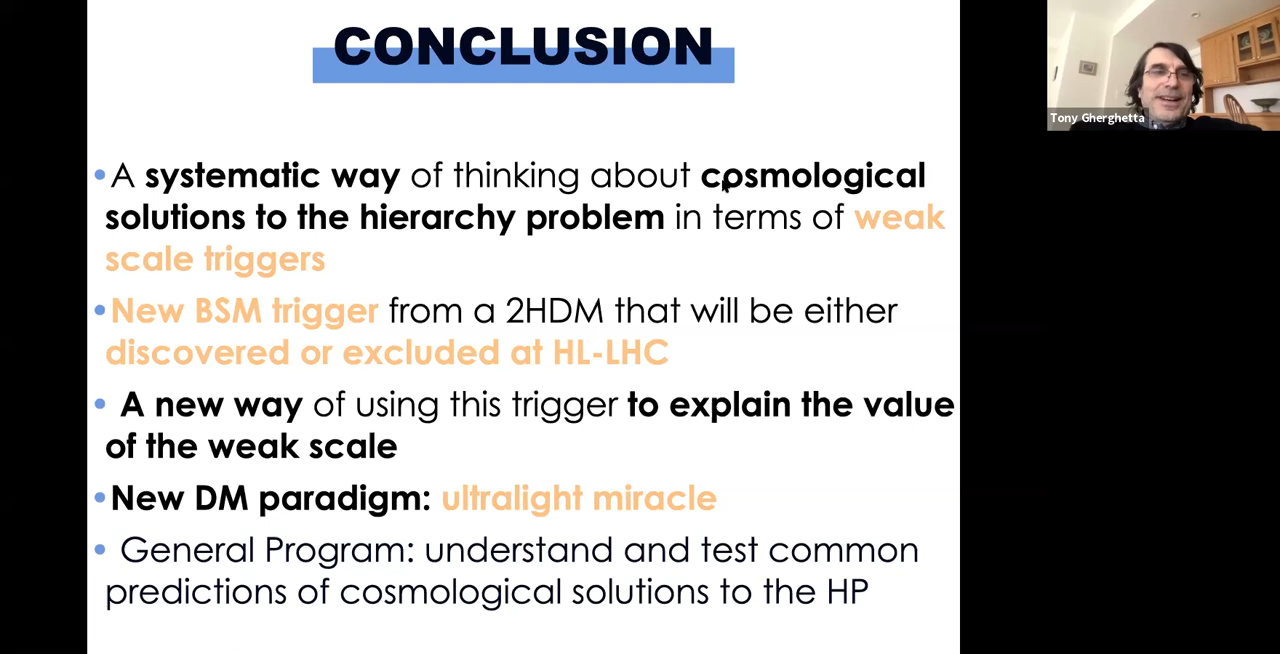 CONCLUSION
Tony Gherghetta
•A systematic way of thinking about cosmological
solutions to the hierarchy problem in terms of weak
scale triggers
•New BSM trigger from a 2HDM that will be either
discovered or excluded at HL-LHC
• A new way of using this trigger to explain the value
of the weak scale
•New DM paradigm: ultralight miracle
• General Program: understand and test common
predictions of cosmological solutions to the HP